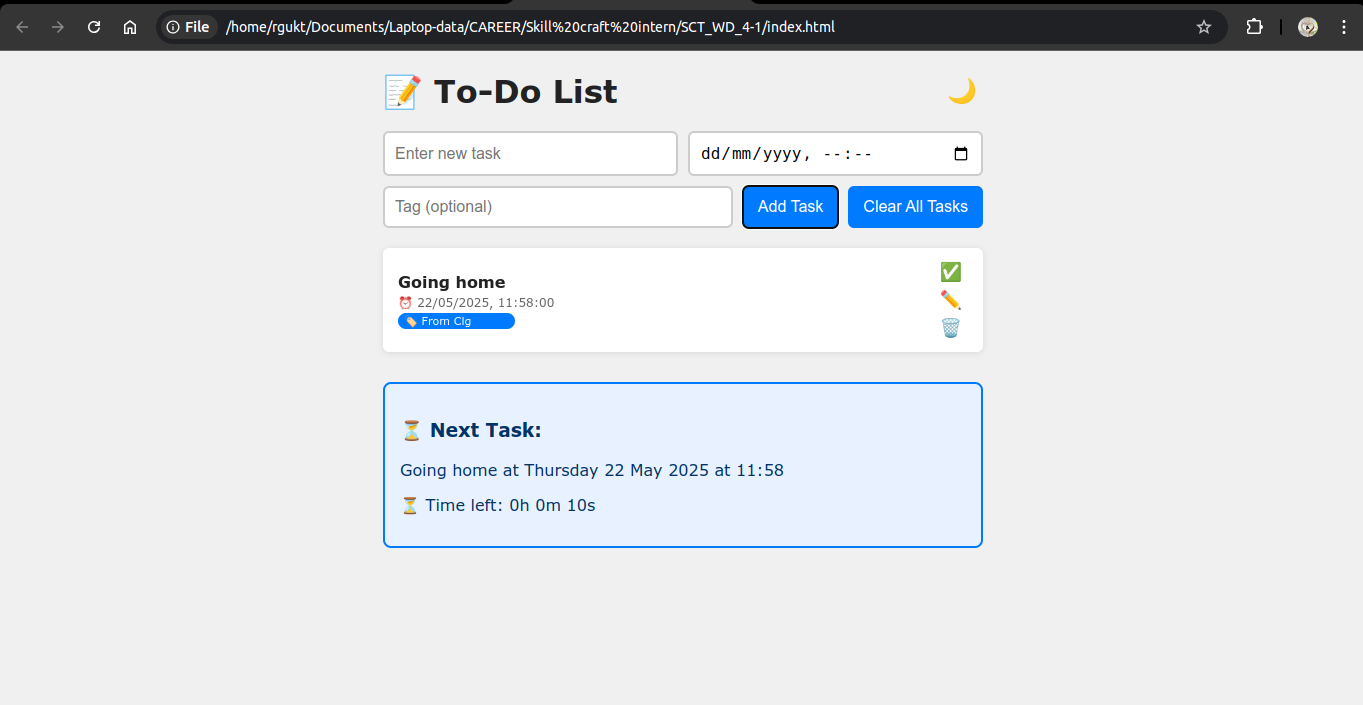 File /home/rgukt/Documents/Laptop-data/CAREER/Skill%20craft%20intern/SCT_WD_4-1/index.html
📝 To-Do List 🌙
Enter new task dd/mm/yyyy, --:--
Tag (optional) Add Task Clear All Tasks
Going home
⏰ 22/05/2025, 11:58:00
🏷️ From Clg
⏳ Next Task:
Going home at Thursday 22 May 2025 at 11:58
⏳ Time left: 0h 0m 10s